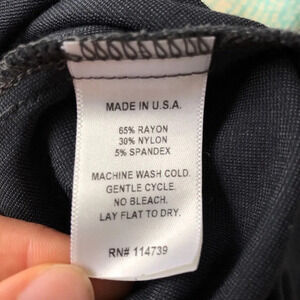 MADE IN U.S.A.
65% RAYON
30% NYLON
5% SPANDEX
MACHINE WASH COLD.
GENTLE CYCLE.
NO BLEACH.
LAY FLAT TO DRY.
RN# 114739